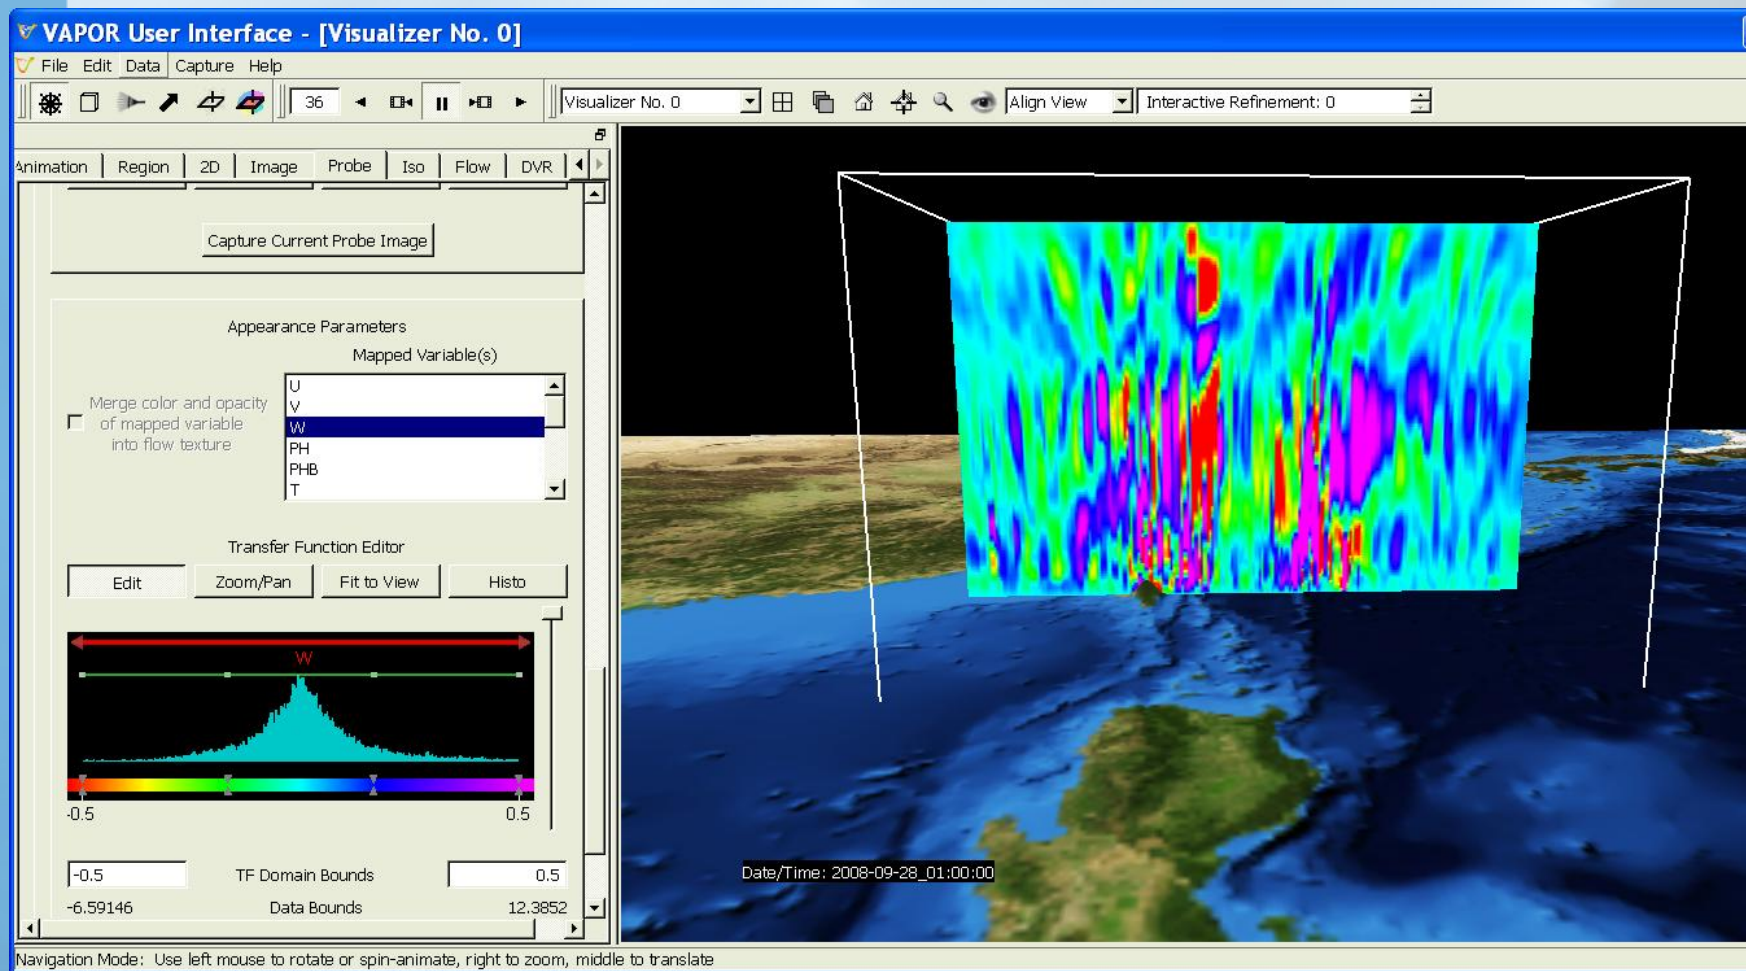 VAPOR User Interface - [Visualizer No. 0]
File Edit Data Capture Help
36 Visualizer No. 0 Align View Interactive Refinement: 0
Animation Region 2D Image Probe Iso Flow DVR
Capture Current Probe Image
Appearance Parameters
Mapped Variable(s)
Merge color and opacity
of mapped variable
into flow texture
U
V
W
PH
PHB
T
Transfer Function Editor
Edit Zoom/Pan Fit to View Histo
W
-0.5 0.5
-0.5 TF Domain Bounds 0.5
-6.59146 Data Bounds 12.3852
Date/Time: 2008-09-28_01:00:00
Navigation Mode: Use left mouse to rotate or spin-animate, right to zoom, middle to translate